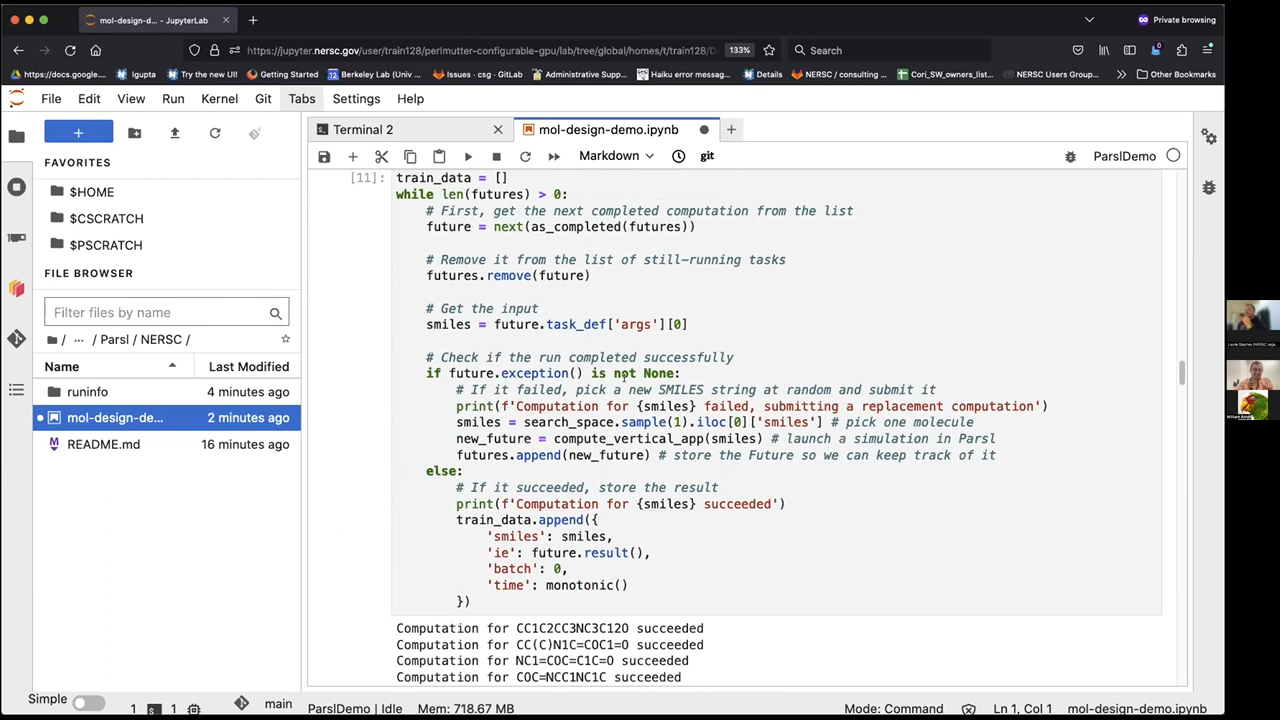 mol-design-d... - JupyterLab
Private browsing
https://jupyter.nersc.gov/user/train128/perlmutter-configurable-gpu/lab/tree/global/homes/t/train128/D
133%
Search
https://docs.google....
lgupta
Try the new UI!
Getting Started
Berkeley Lab (Univ ...
Issues · csg · GitLab
Administrative Supp...
Haiku error messag...
Details
NERSC / consulting ...
Cori_SW_owners_list...
NERSC Users Group...
Other Bookmarks
File Edit View Run Kernel Git Tabs Settings Help
Terminal 2
mol-design-demo.ipynb
Markdown
git
ParslDemo
FAVORITES
$HOME
$CSCRATCH
$PSCRATCH
FILE BROWSER
Filter files by name
/ ... / Parsl / NERSC /
Name Last Modified
runinfo 4 minutes ago
mol-design-de... 2 minutes ago
README.md 16 minutes ago
[11]: train_data = []
while len(futures) > 0:
# First, get the next completed computation from the list
future = next(as_completed(futures))
# Remove it from the list of still-running tasks
futures.remove(future)
# Get the input
smiles = future.task_def['args'][0]
# Check if the run completed successfully
if future.exception() is not None:
# If it failed, pick a new SMILES string at random and submit it
print(f'Computation for {smiles} failed, submitting a replacement computation')
smiles = search_space.sample(1).iloc[0]['smiles'] # pick one molecule
new_future = compute_vertical_app(smiles) # launch a simulation in Parsl
futures.append(new_future) # store the Future so we can keep track of it
else:
# If it succeeded, store the result
print(f'Computation for {smiles} succeeded')
train_data.append({
'smiles': smiles,
'ie': future.result(),
'batch': 0,
'time': monotonic()
})
Computation for CC1C2CC3NC3C12O succeeded
Computation for CC(C)N1C=COC1=O succeeded
Computation for NC1=COC=C1C=O succeeded
Computation for COC=NCC1NC1C succeeded
Simple
1
1
main
ParslDemo | Idle
Mem: 718.67 MB
Mode: Command
Ln 1, Col 1
mol-design-demo.ipynb